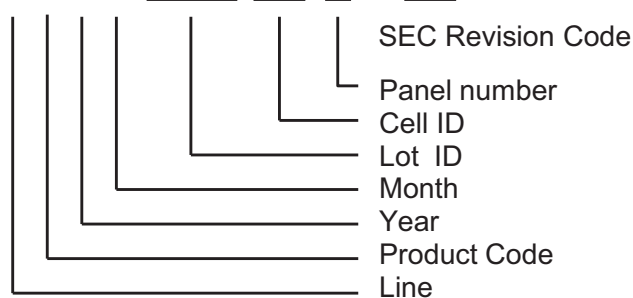 SEC Revision Code
Panel number
Cell ID
Lot ID
Month
Year
Product Code
Line